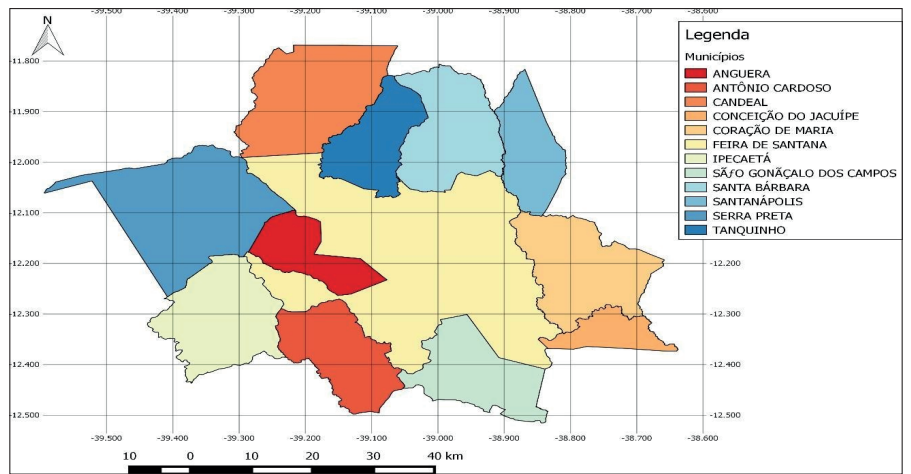 -39.500 -39.400 -39.300 -39.200 -39.100 -39.000 -38.900 -38.800 -38.700 -38.600
N
Legenda
Municípios
ANGUERA
ANTÔNIO CARDOSO
CANDEAL
CONCEIÇÃO DO JACUÍPE
CORAÇÃO DE MARIA
FEIRA DE SANTANA
IPECAETÁ
SÃƒO GONÃÇALO DOS CAMPOS
SANTA BÁRBARA
SANTANÁPOLIS
SERRA PRETA
TANQUINHO
-11.800
-11.900
-12.000
-12.100
-12.200 -12.200
-12.300 -12.300
-12.400 -12.400
-12.500 -12.500
-39.500 -39.400 -39.300 -39.200 -39.100 -39.000 -38.900 -38.800 -38.700 -38.600
10 0 10 20 30 40 km